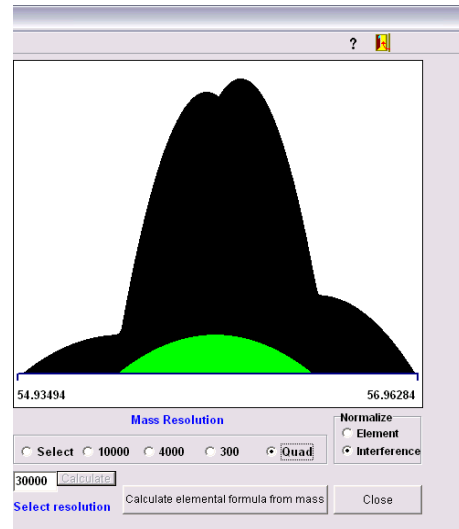 ?
54.93494 56.96284
Mass Resolution
Normalize
Element
Interference
Select 10000 4000 300 Quad
30000 Calculate
Select resolution
Calculate elemental formula from mass
Close